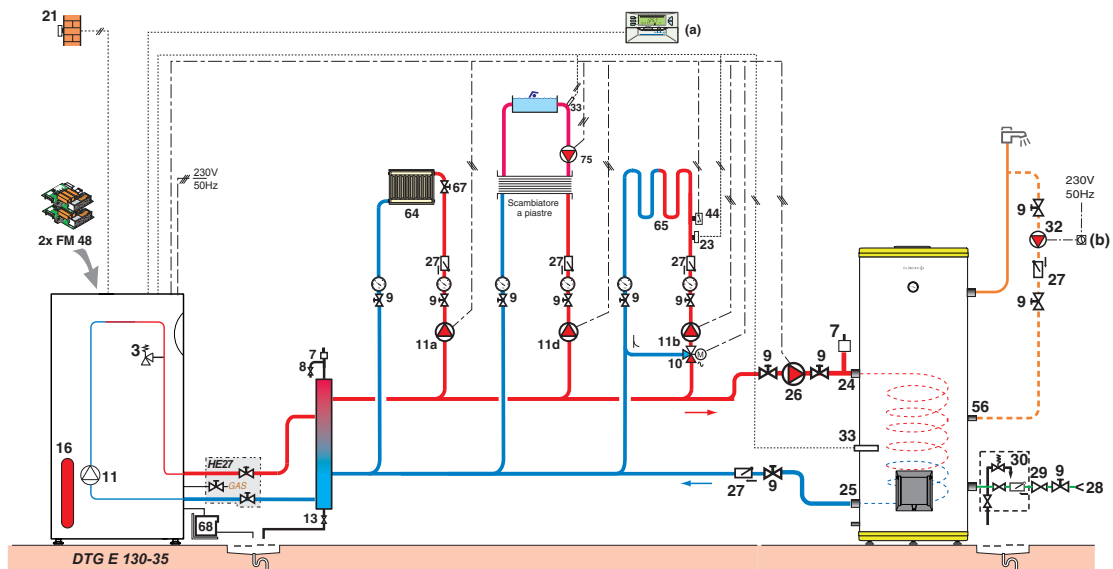 21
(a)
33
230V
50Hz
75
67
64
Scambiatore
a piastre
65
44
23
9
230V
50Hz
32
(b)
27
9
2x FM 48
27
27
27
9
9
9
9
9
9
11a
11d
11b
10
M
3
7
8
7
9
9
26
24
56
33
16
11
HE27
GAS
30
29
9
28
27
9
25
68
13
DTG E 130-35